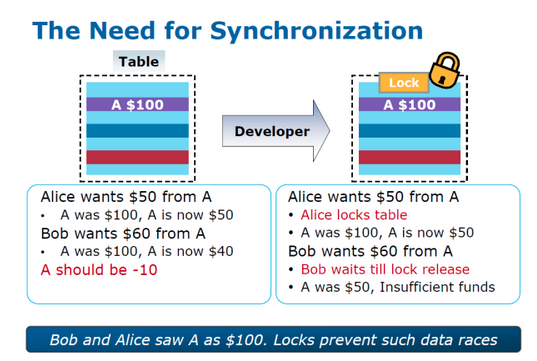 The Need for Synchronization
Table
A $100
Developer
Lock
A $100
Alice wants $50 from A
• A was $100, A is now $50
Bob wants $60 from A
• A was $100, A is now $40
A should be -10
Alice wants $50 from A
• Alice locks table
• A was $100, A is now $50
Bob wants $60 from A
• Bob waits till lock release
• A was $50, Insufficient funds
Bob and Alice saw A as $100. Locks prevent such data races